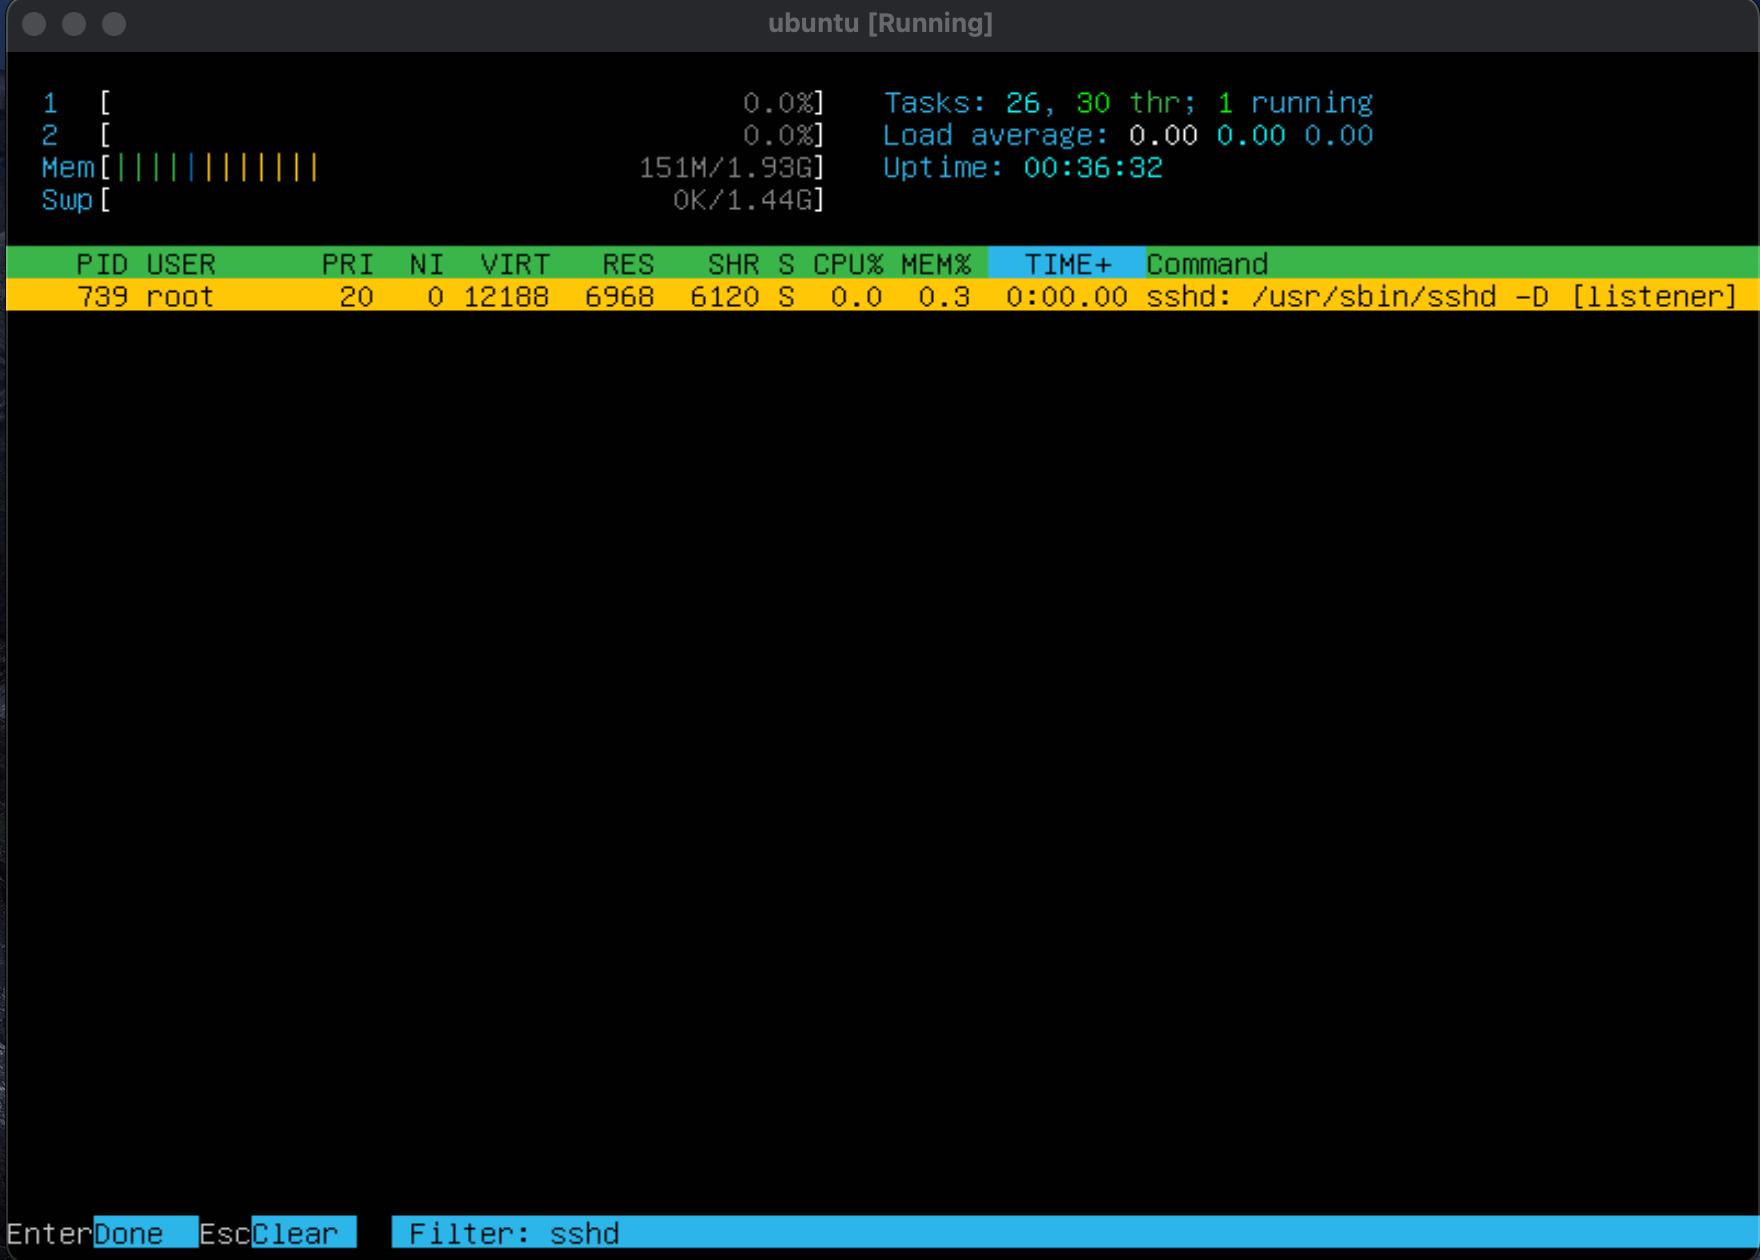 ubuntu [Running]
1 [ 0.0%] Tasks: 26, 30 thr; 1 running
2 [ 0.0%] Load average: 0.00 0.00 0.00
Mem[|||||||||||| 151M/1.93G] Uptime: 00:36:32
Swp[ 0K/1.44G]
PID USER PRI NI VIRT RES SHR S CPU% MEM% TIME+ Command
739 root 20 0 12188 6968 6120 S 0.0 0.3 0:00.00 sshd: /usr/sbin/sshd -D [listener]
EnterDone EscClear Filter: sshd